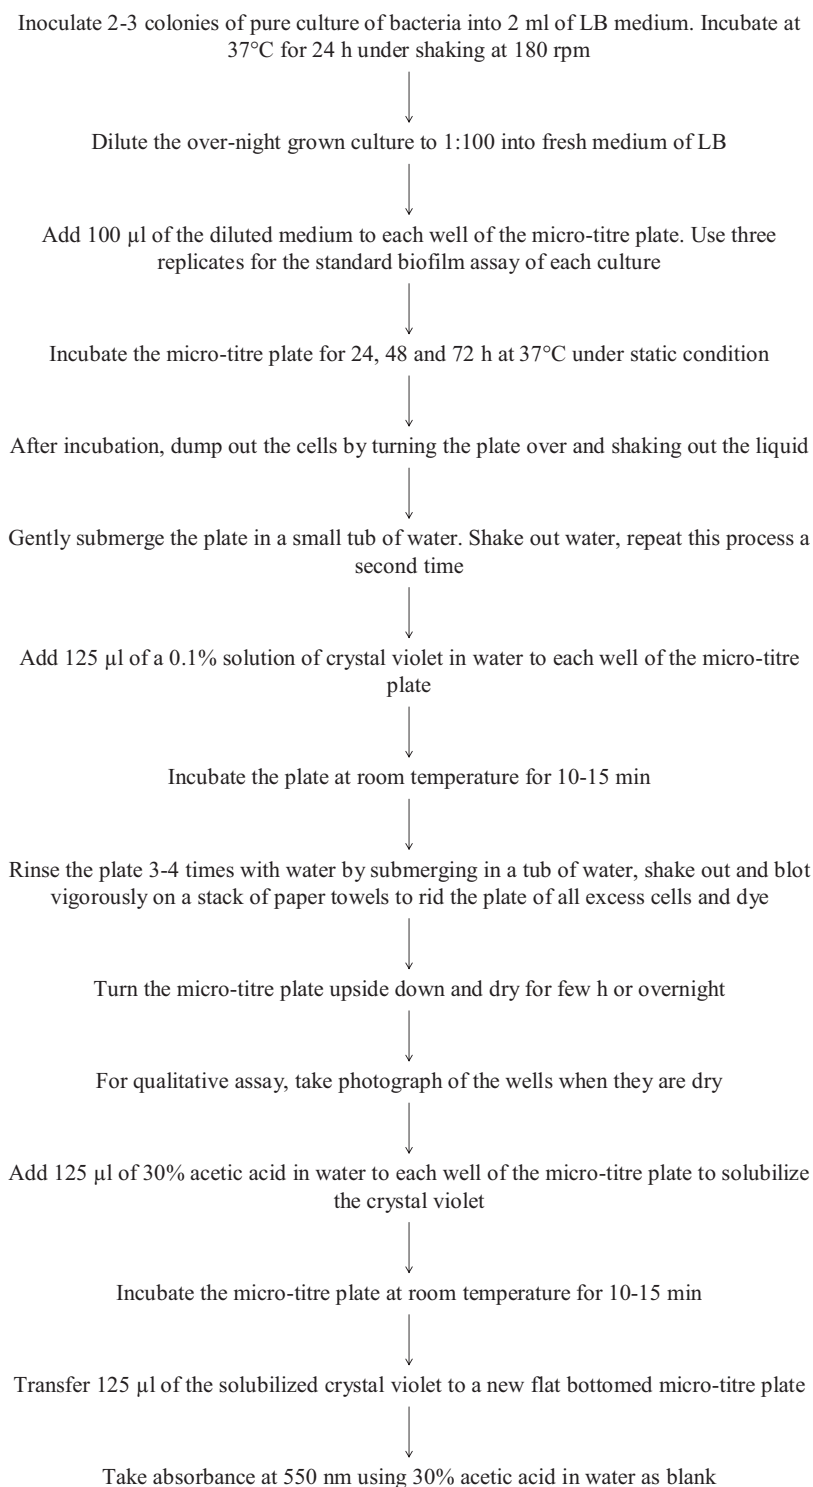 Inoculate 2-3 colonies of pure culture of bacteria into 2 ml of LB medium. Incubate at
37°C for 24 h under shaking at 180 rpm
Dilute the over-night grown culture to 1:100 into fresh medium of LB
Add 100 µl of the diluted medium to each well of the micro-titre plate. Use three
replicates for the standard biofilm assay of each culture
Incubate the micro-titre plate for 24, 48 and 72 h at 37°C under static condition
After incubation, dump out the cells by turning the plate over and shaking out the liquid
Gently submerge the plate in a small tub of water. Shake out water, repeat this process a
second time
Add 125 µl of a 0.1% solution of crystal violet in water to each well of the micro-titre
plate
Incubate the plate at room temperature for 10-15 min
Rinse the plate 3-4 times with water by submerging in a tub of water, shake out and blot
vigorously on a stack of paper towels to rid the plate of all excess cells and dye
Turn the micro-titre plate upside down and dry for few h or overnight
For qualitative assay, take photograph of the wells when they are dry
Add 125 µl of 30% acetic acid in water to each well of the micro-titre plate to solubilize
the crystal violet
Incubate the micro-titre plate at room temperature for 10-15 min
Transfer 125 µl of the solubilized crystal violet to a new flat bottomed micro-titre plate
Take absorbance at 550 nm using 30% acetic acid in water as blank